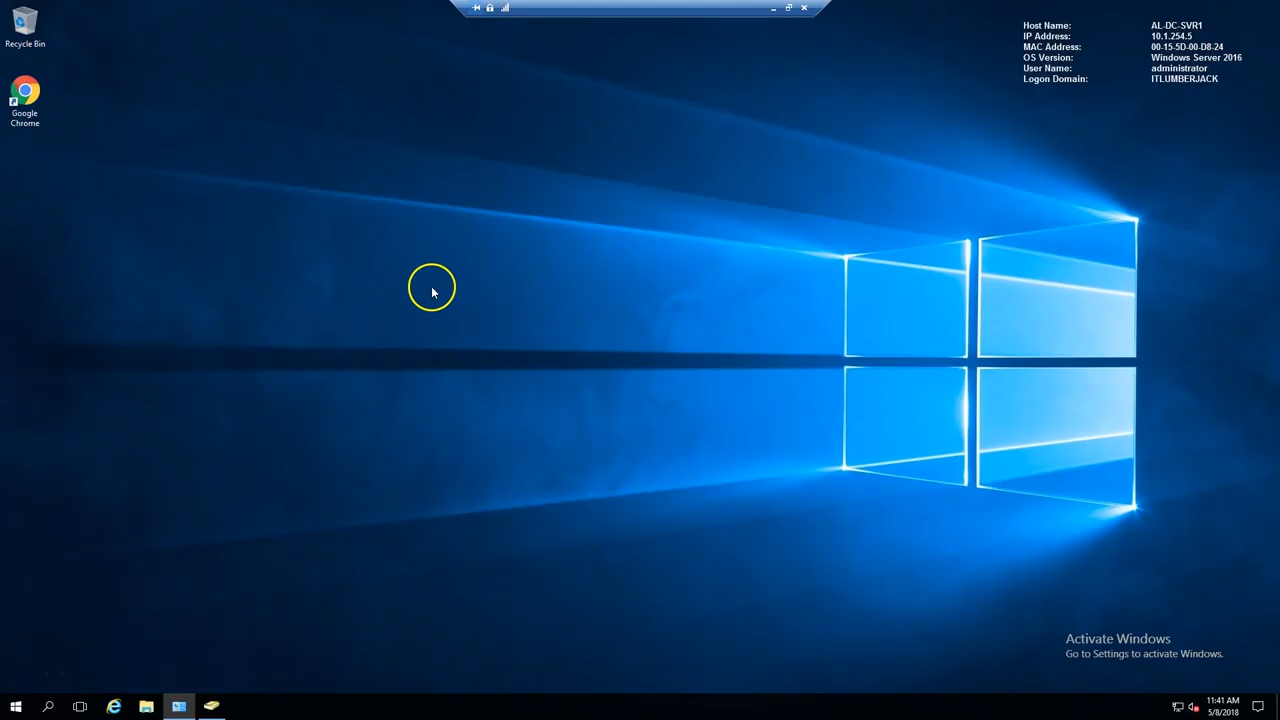 Recycle Bin
Google
Chrome
Host Name: AL-DC-SVR1
IP Address: 10.1.254.5
MAC Address: 00-15-5D-00-D8-24
OS Version: Windows Server 2016
User Name: administrator
Logon Domain: ITLUMBERJACK
Activate Windows
Go to Settings to activate Windows.
11:41 AM
5/8/2018